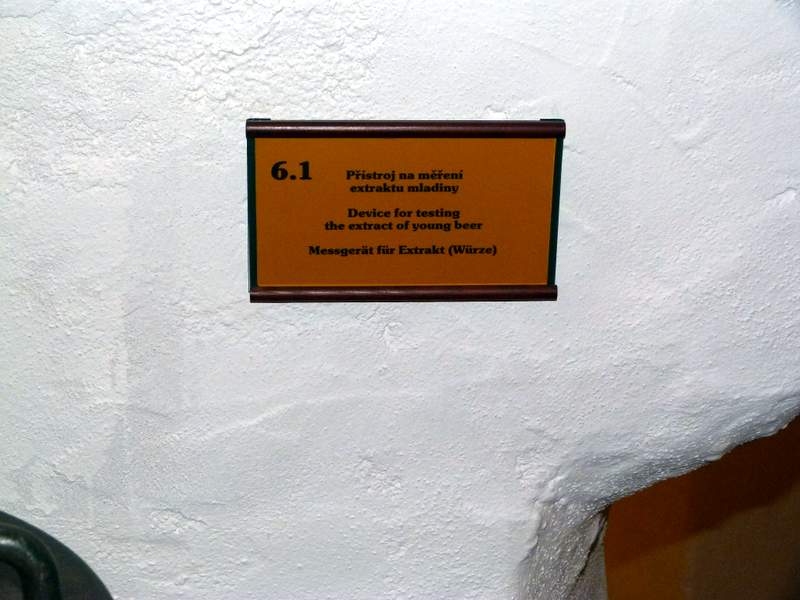 6.1
Přístroj na měření
extraktu mladiny
Device for testing
the extract of young beer
Messgerät für Extrakt (Würze)